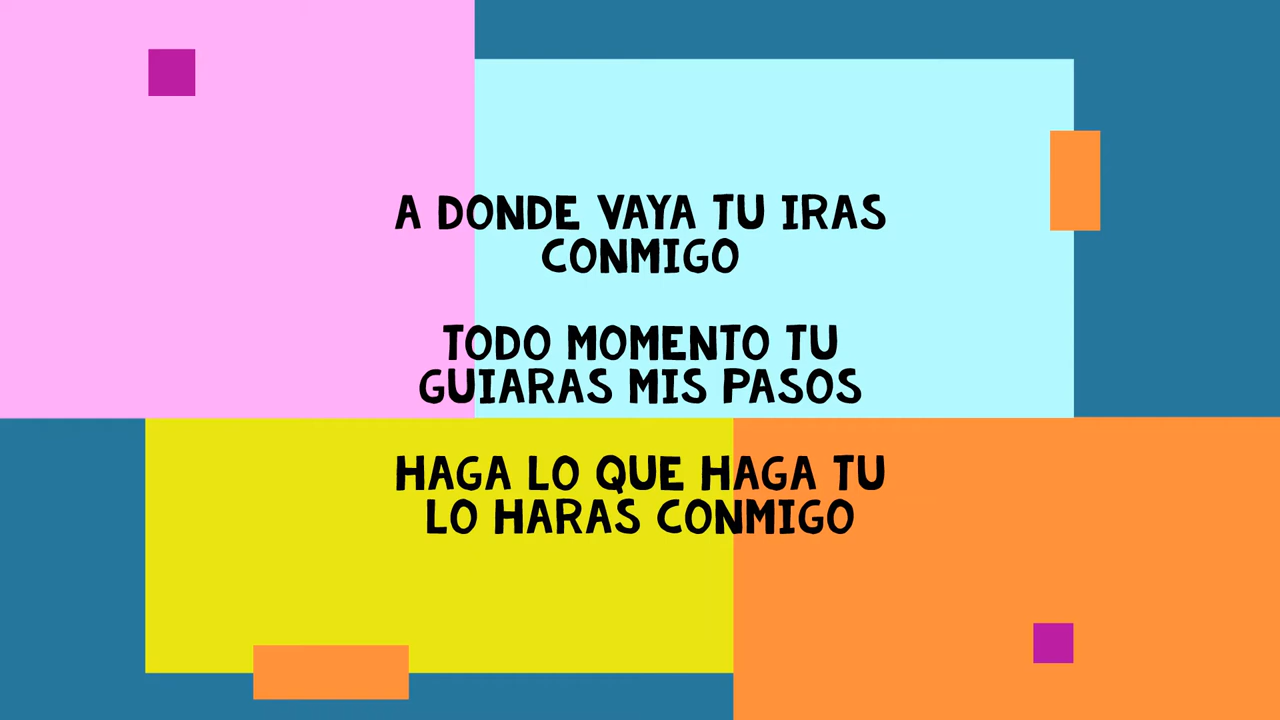 A DONDE VAYA TU IRAS
CONMIGO
TODO MOMENTO TU
GUIARAS MIS PASOS
HAGA LO QUE HAGA TU
LO HARAS CONMIGO